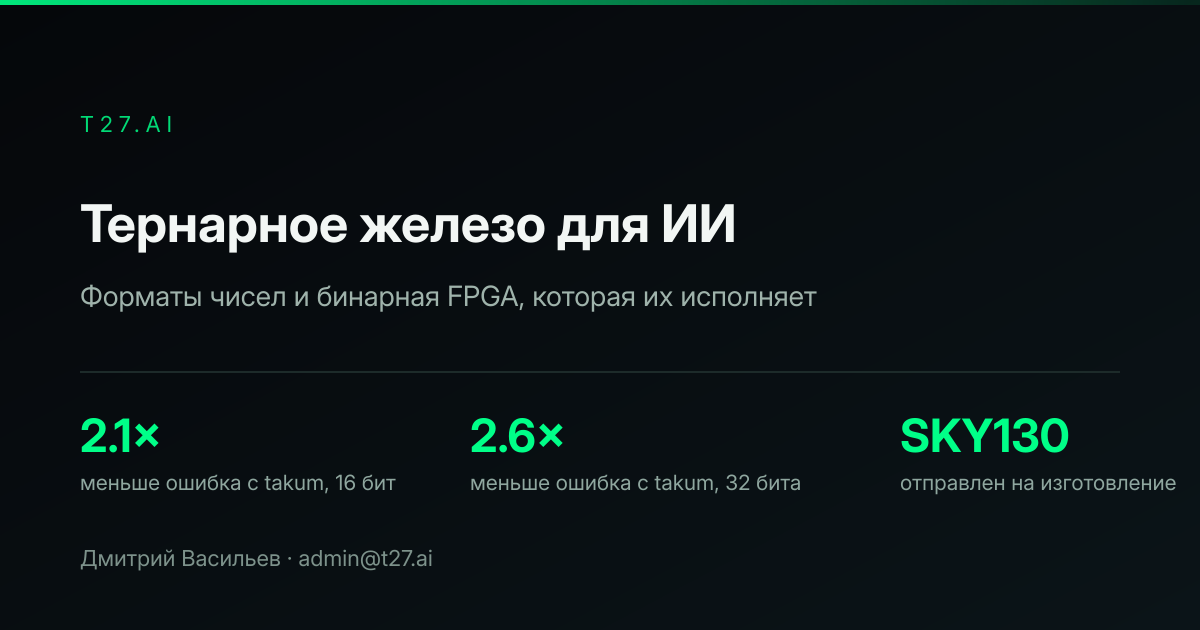 T27.AI
Тернарное железо для ИИ
Форматы чисел и бинарная FPGA, которая их исполняет
2.1× 2.6× SKY130
меньше ошибка с takum, 16 бит меньше ошибка с takum, 32 бита отправлен на изготовление
Дмитрий Васильев · admin@t27.ai